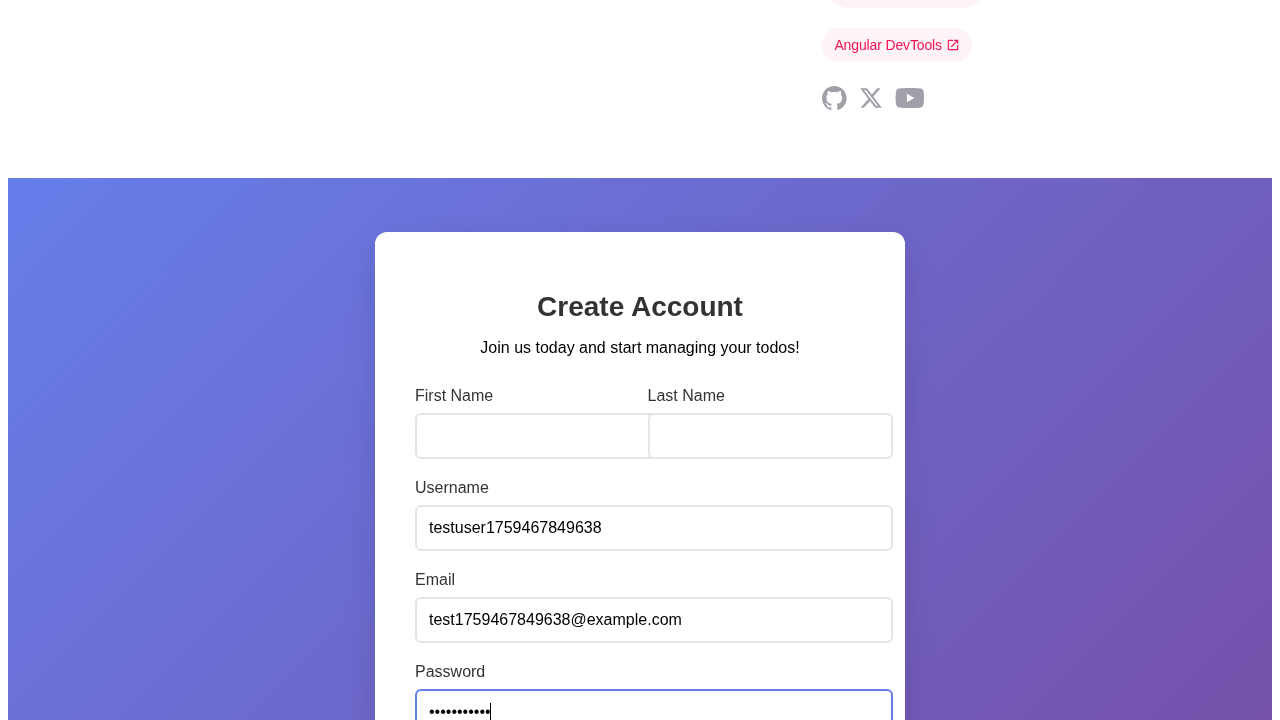 Angular DevTools
Create Account
Join us today and start managing your todos!
First Name
Last Name
Username
testuser1759467849638
Email
test1759467849638@example.com
Password
•••••••••••